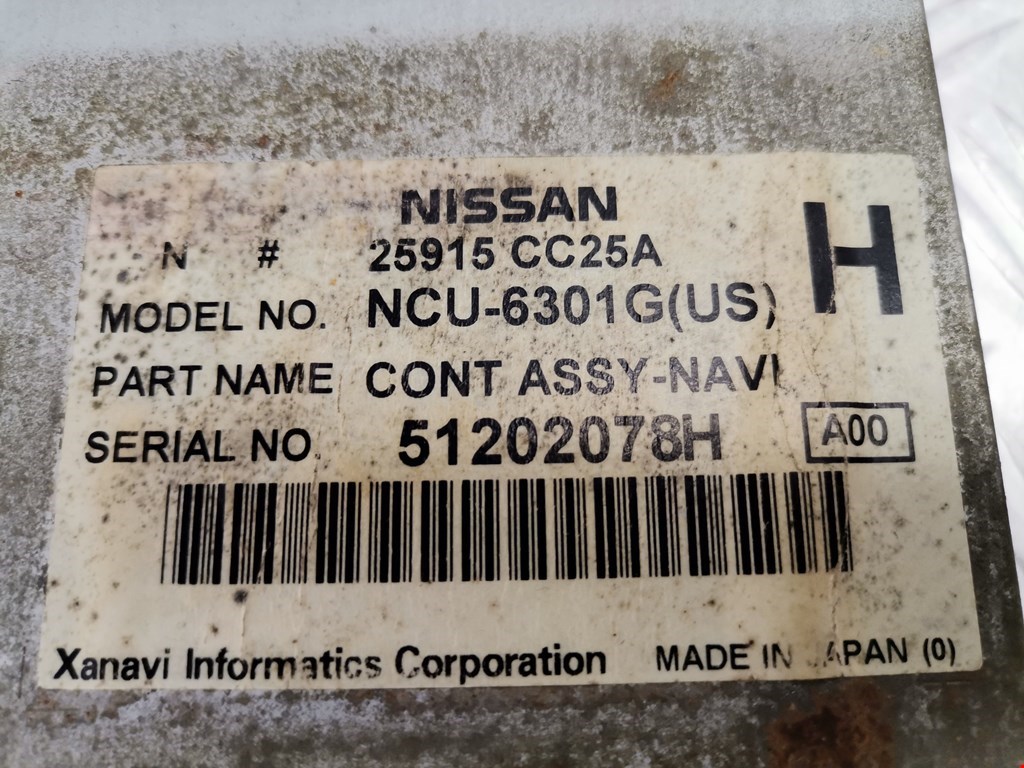 NISSAN
N # 25915 CC25A
H
MODEL NO. NCU-6301G(US)
PART NAME CONT ASSY-NAVI
SERIAL NO. 51202078H
A00
Xanavi Informatics Corporation MADE IN JAPAN (0)